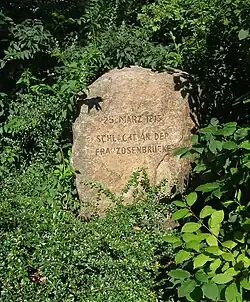 25. MÄRZ 1813
SCHLACHT AN DER
FRANZOSENBRÜCKE